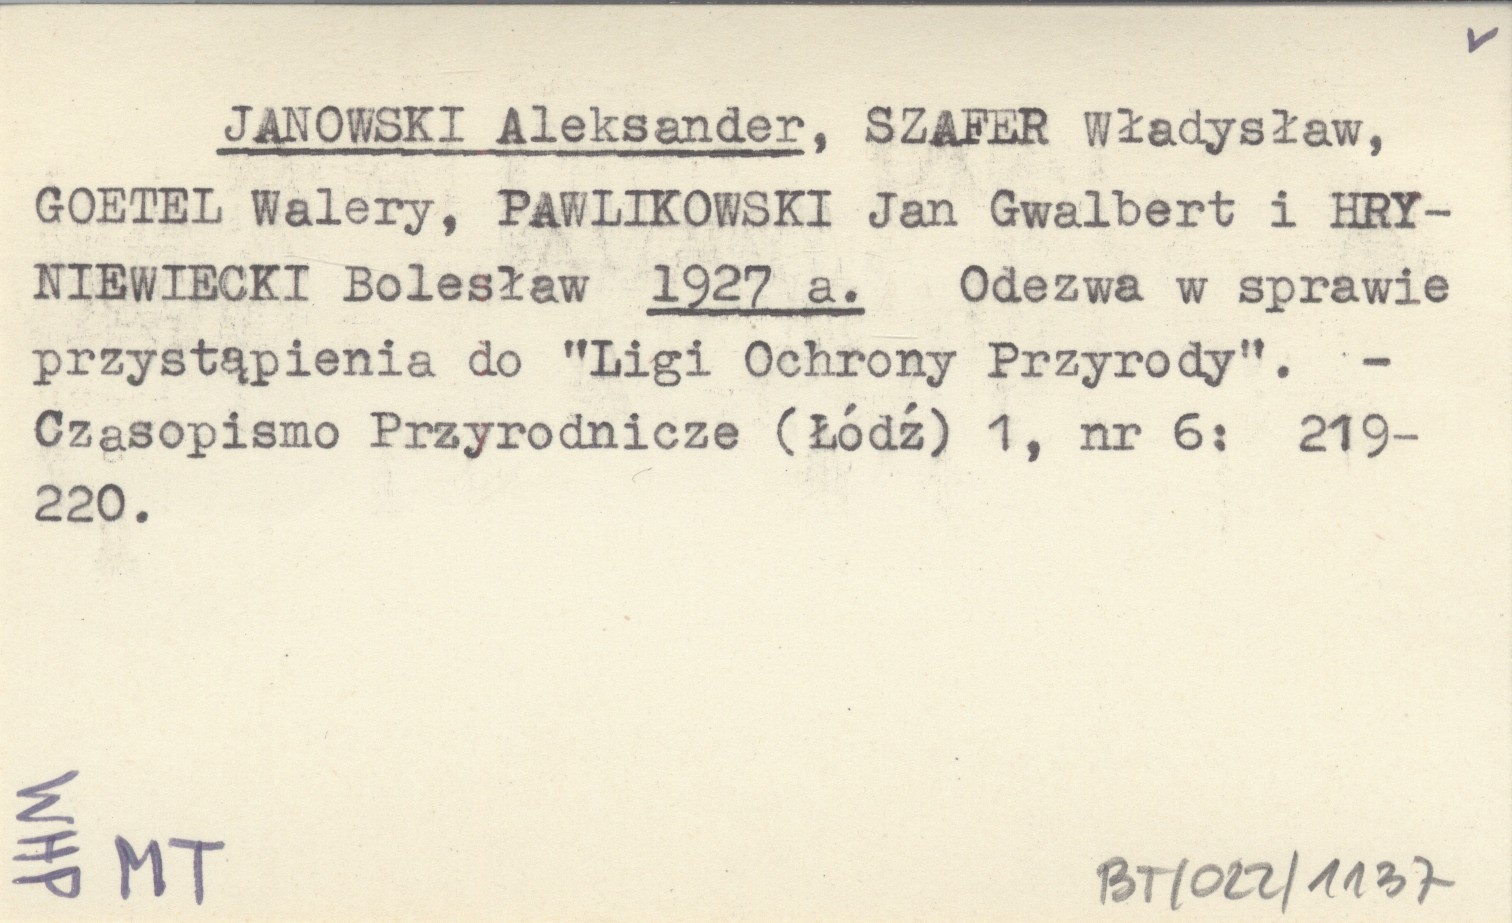 JANOWSKI Aleksander, SZAFER Władysław,
GOETEL Walery, PAWLIKOWSKI Jan Gwalbert i HRY-
NIEWIECKI Bolesław 1927 a. Odezwa w sprawie
przystąpienia do "Ligi Ochrony Przyrody". -
Czasopismo Przyrodnicze (Łódź) 1, nr 6: 219-
220.
WHP
MT
BT/022/1137